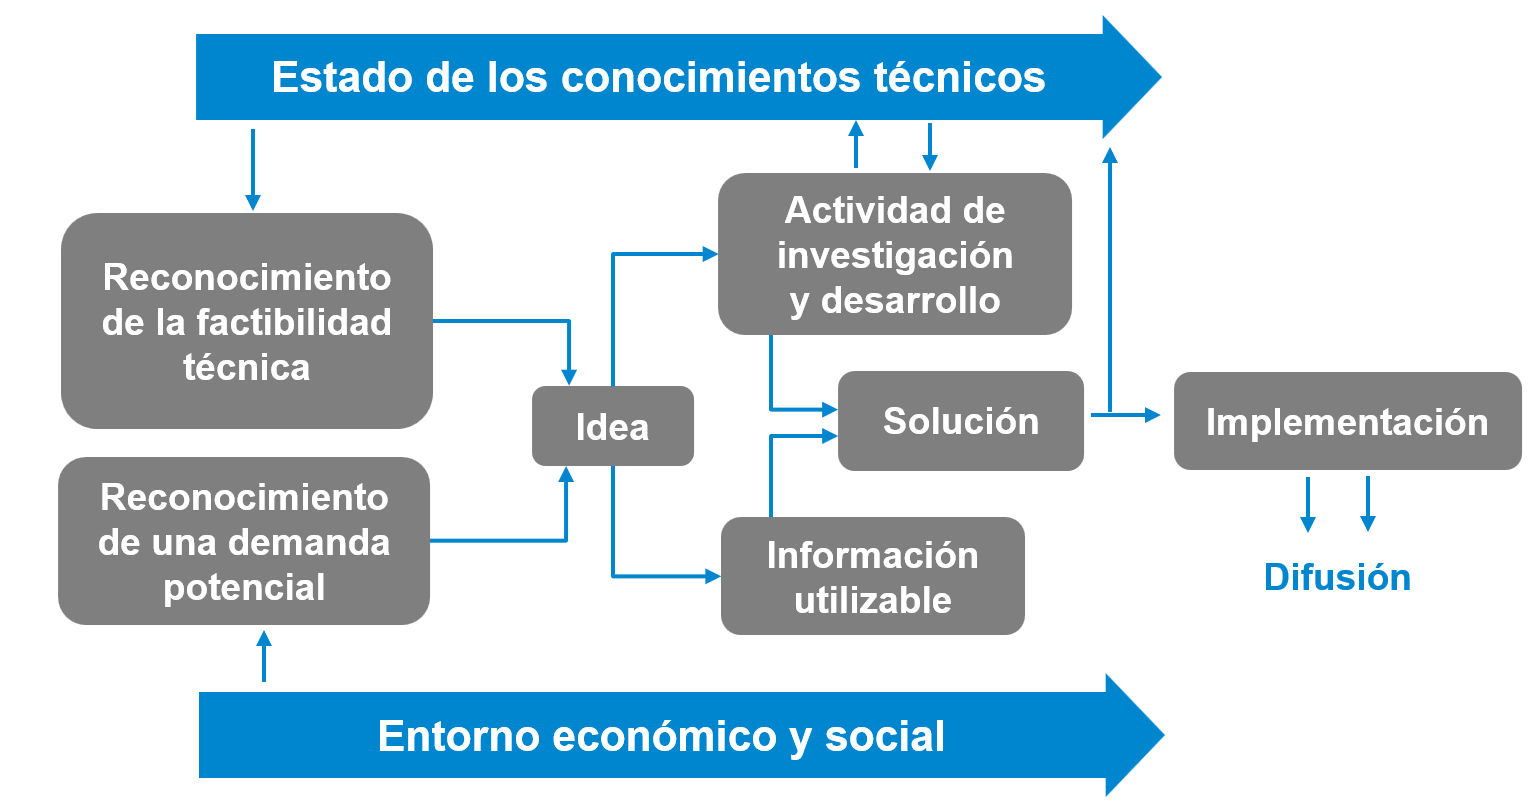 Estado de los conocimientos técnicos
Reconocimiento
de la factibilidad
técnica
Reconocimiento
de una demanda
potencial
Idea
Actividad de
investigación
y desarrollo
Solución
Información
utilizable
Implementación
Difusión
Entorno económico y social